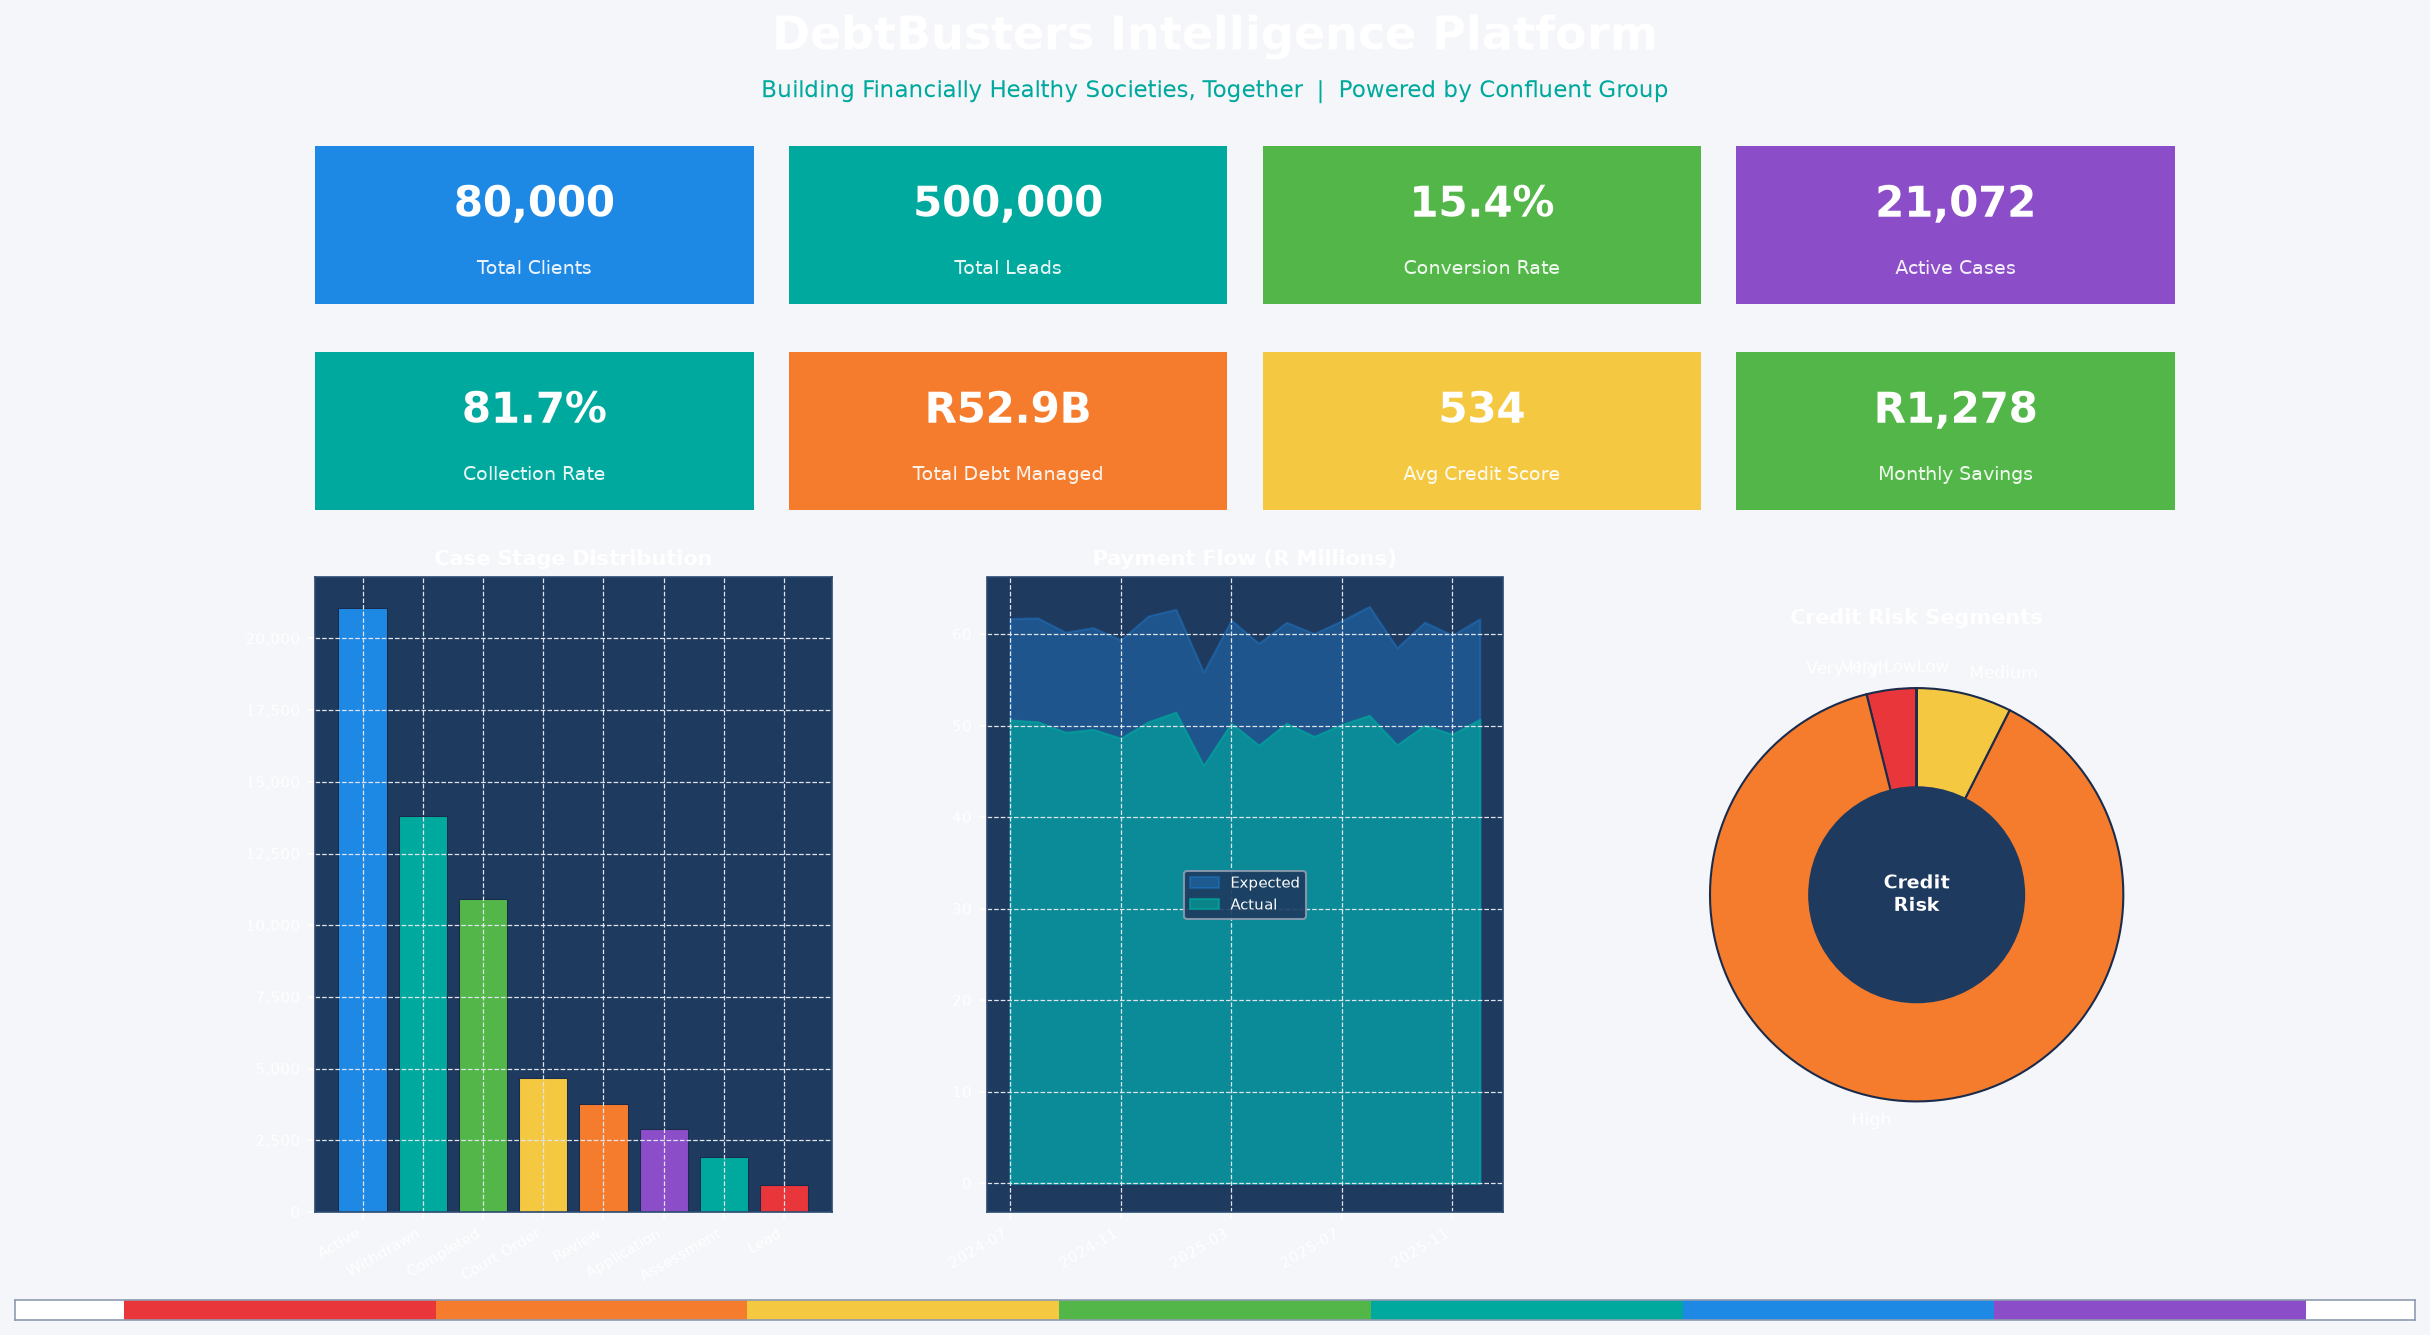 DebtBusters Intelligence Platform
Building Financially Healthy Societies, Together | Powered by Confluent Group
80,000
Total Clients
500,000
Total Leads
15.4%
Conversion Rate
21,072
Active Cases
81.7%
Collection Rate
R52.9B
Total Debt Managed
534
Avg Credit Score
R1,278
Monthly Savings
Case Stage Distribution
20,000
17,500
15,000
12,500
10,000
7,500
5,000
2,500
0
Active
Withdrawn
Completed
Court Order
Review
Application
Assessment
Lead
Payment Flow (R Millions)
60
50
40
30
20
10
0
Expected
Actual
2024-07
2024-11
2025-03
2025-07
2025-11
Credit Risk Segments
Very High
Very Low
Low
Medium
Credit
Risk
High